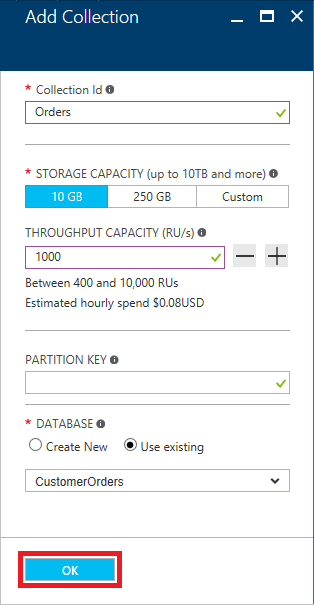 Add Collection
* Collection Id
Orders
* STORAGE CAPACITY (up to 10TB and more)
10 GB 250 GB Custom
THROUGHPUT CAPACITY (RU/s)
1000
Between 400 and 10,000 RUs
Estimated hourly spend $0.08USD
PARTITION KEY
* DATABASE
Create New Use existing
CustomerOrders
OK